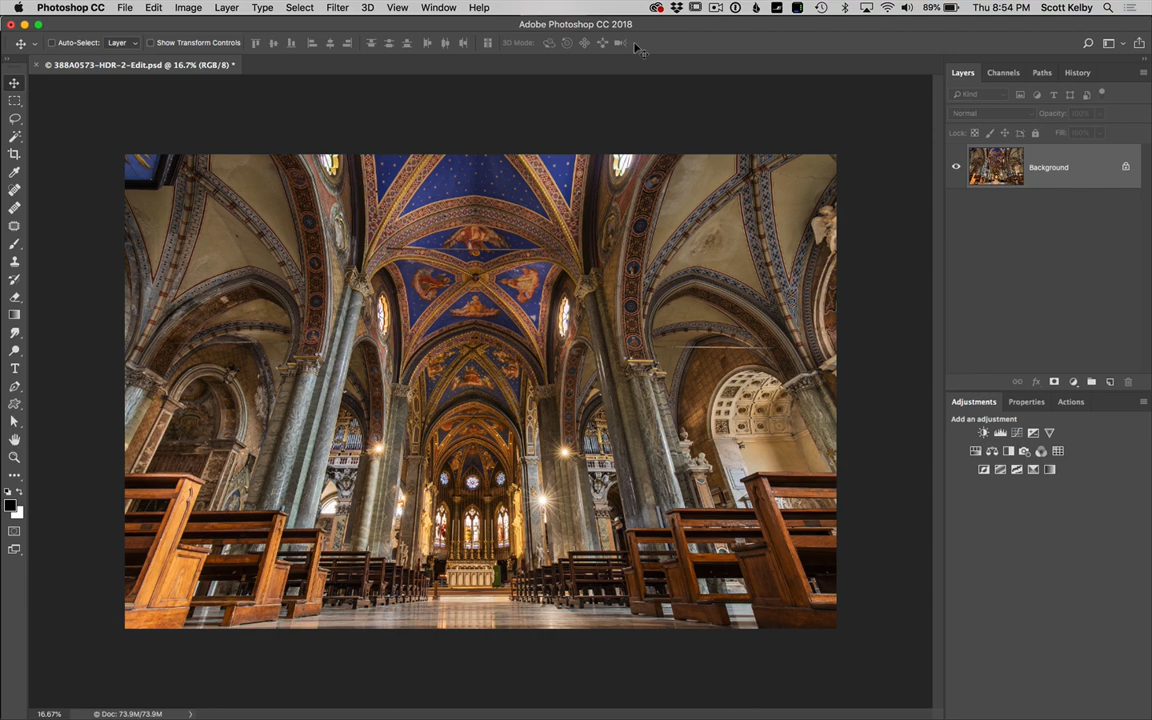 Photoshop CC File Edit Image Layer Type Select Filter 3D View Window Help 89% Thu 8:54 PM Scott Kelby
Adobe Photoshop CC 2018
Auto-Select: Layer Show Transform Controls 3D Mode:
© 388A0573-HDR-2-Edit.psd @ 16.7% (RGB/8) *
Layers Channels Paths History
Kind
Normal Opacity: 100%
Lock: Fill: 100%
Background
Adjustments Properties Actions
Add an adjustment
16.67% © Doc: 73.9M/73.9M